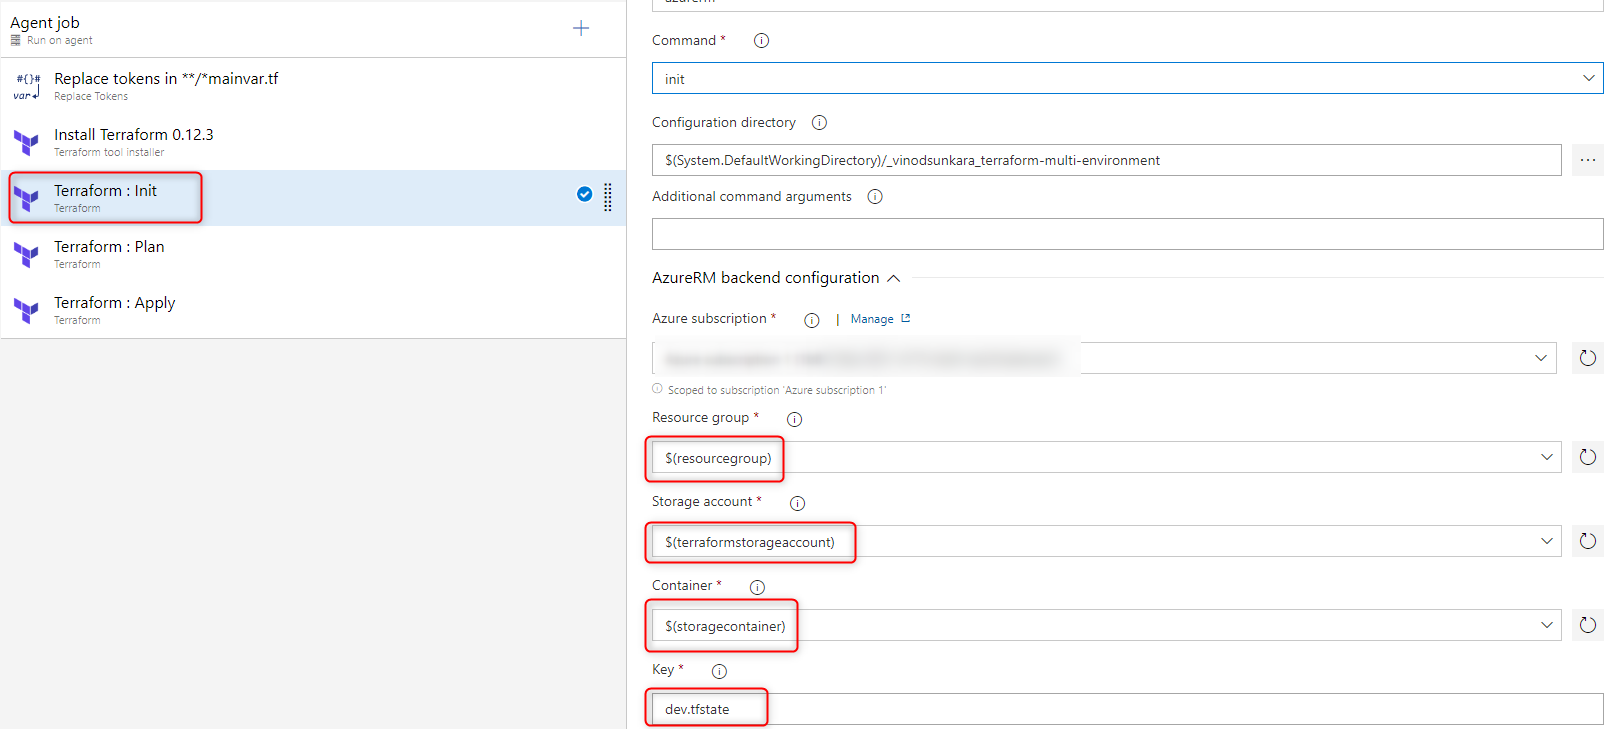 Agent job
Run on agent
#{}#
var
Replace tokens in **/*mainvar.tf
Replace Tokens
Install Terraform 0.12.3
Terraform tool installer
Terraform : Init
Terraform
Terraform : Plan
Terraform
Terraform : Apply
Terraform
azurerm
Command *
init
Configuration directory
$(System.DefaultWorkingDirectory)/_vinodsunkara_terraform-multi-environment
...
Additional command arguments
AzureRM backend configuration
Azure subscription * | Manage
Scoped to subscription 'Azure subscription 1'
Resource group *
$(resourcegroup)
Storage account *
$(terraformstorageaccount)
Container *
$(storagecontainer)
Key *
dev.tfstate